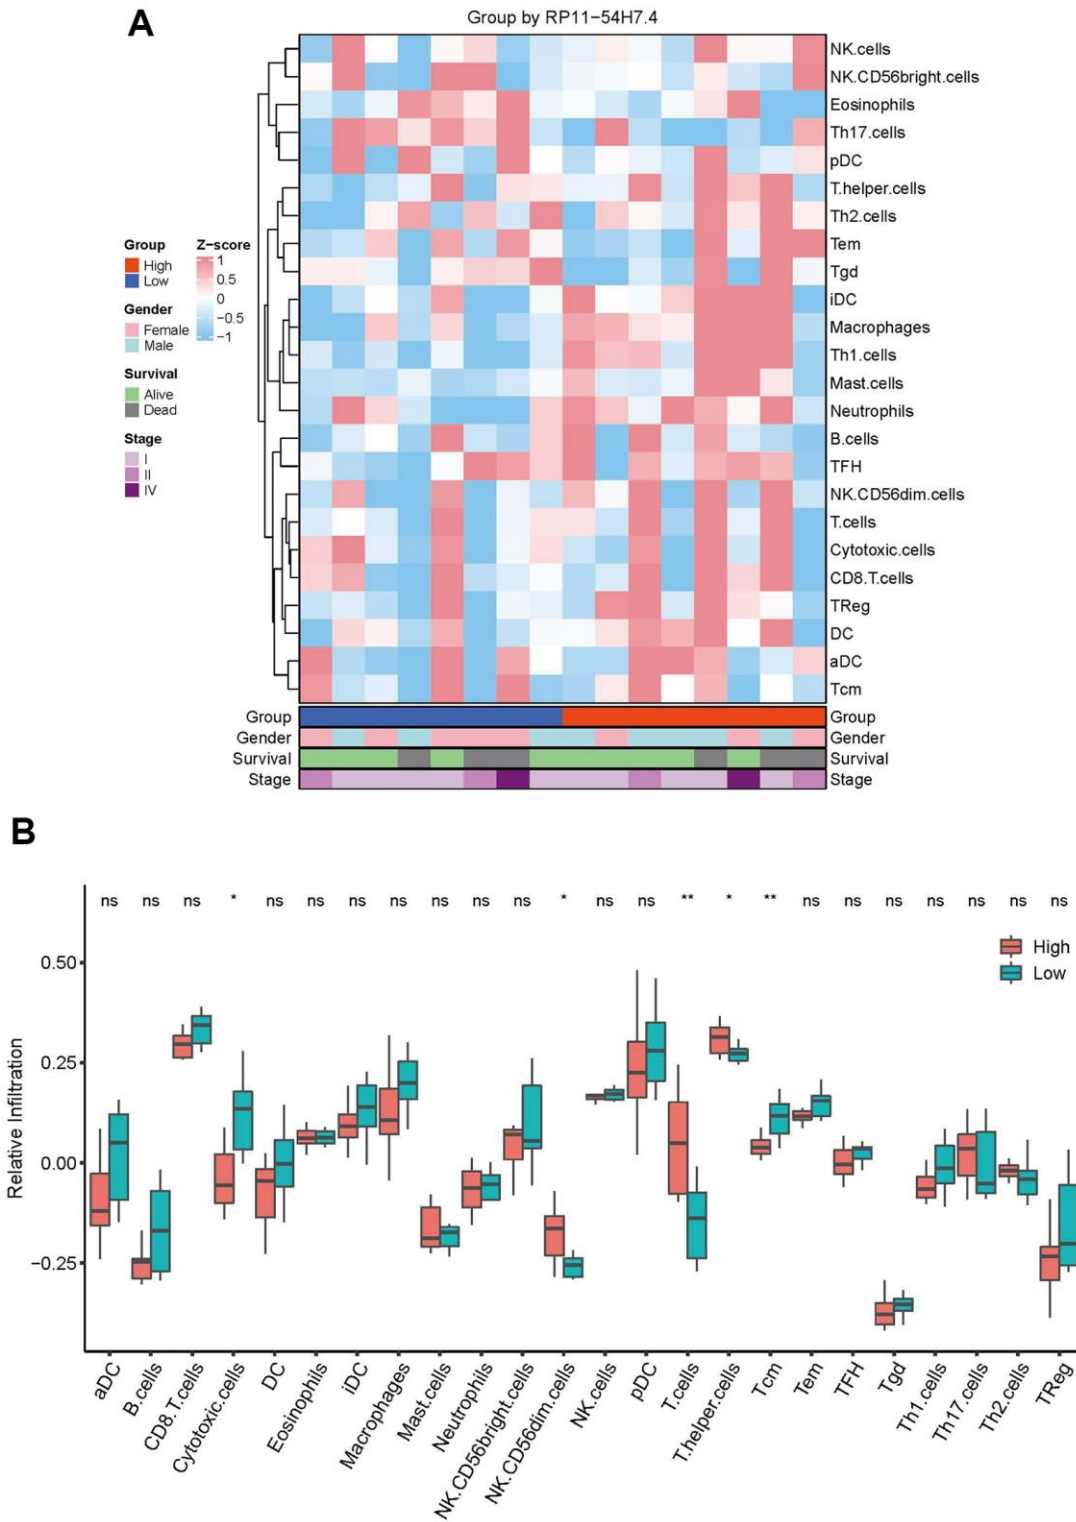 A
Group by RP11−54H7.4
NK.cells
NK.CD56bright.cells
Eosinophils
Th17.cells
pDC
T.helper.cells
Th2.cells
Tem
Tgd
iDC
Macrophages
Th1.cells
Mast.cells
Neutrophils
B.cells
TFH
NK.CD56dim.cells
T.cells
Cytotoxic.cells
CD8.T.cells
TReg
DC
aDC
Tcm
Group
High
Low
Gender
Female
Male
Survival
Alive
Dead
Stage
I
II
IV
Z−score
1
0.5
0
−0.5
−1
Group Group
Gender Gender
Survival Survival
Stage Stage
B
ns ns ns * ns ns ns ns ns ns ns * ns ns ** * ** ns ns ns ns ns ns ns
High
Low
Relative Infiltration
0.50
0.25
0.00
−0.25
aDC
B.cells
CD8.T.cells
Cytotoxic.cells
DC
Eosinophils
iDC
Macrophages
Mast.cells
Neutrophils
NK.CD56bright.cells
NK.CD56dim.cells
NK.cells
pDC
T.cells
T.helper.cells
Tcm
Tem
TFH
Tgd
Th1.cells
Th17.cells
Th2.cells
TReg